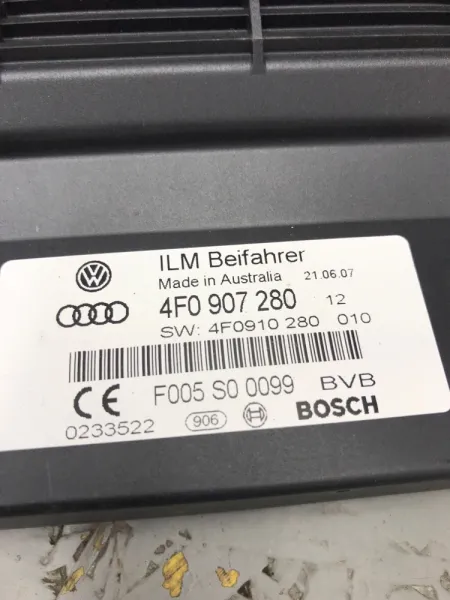 ILM Beifahrer
Made in Australia 21.06.07
4F0 907 280 12
SW: 4F0910 280 010
F005 S0 0099 BVB
CE
0233522 906 BOSCH